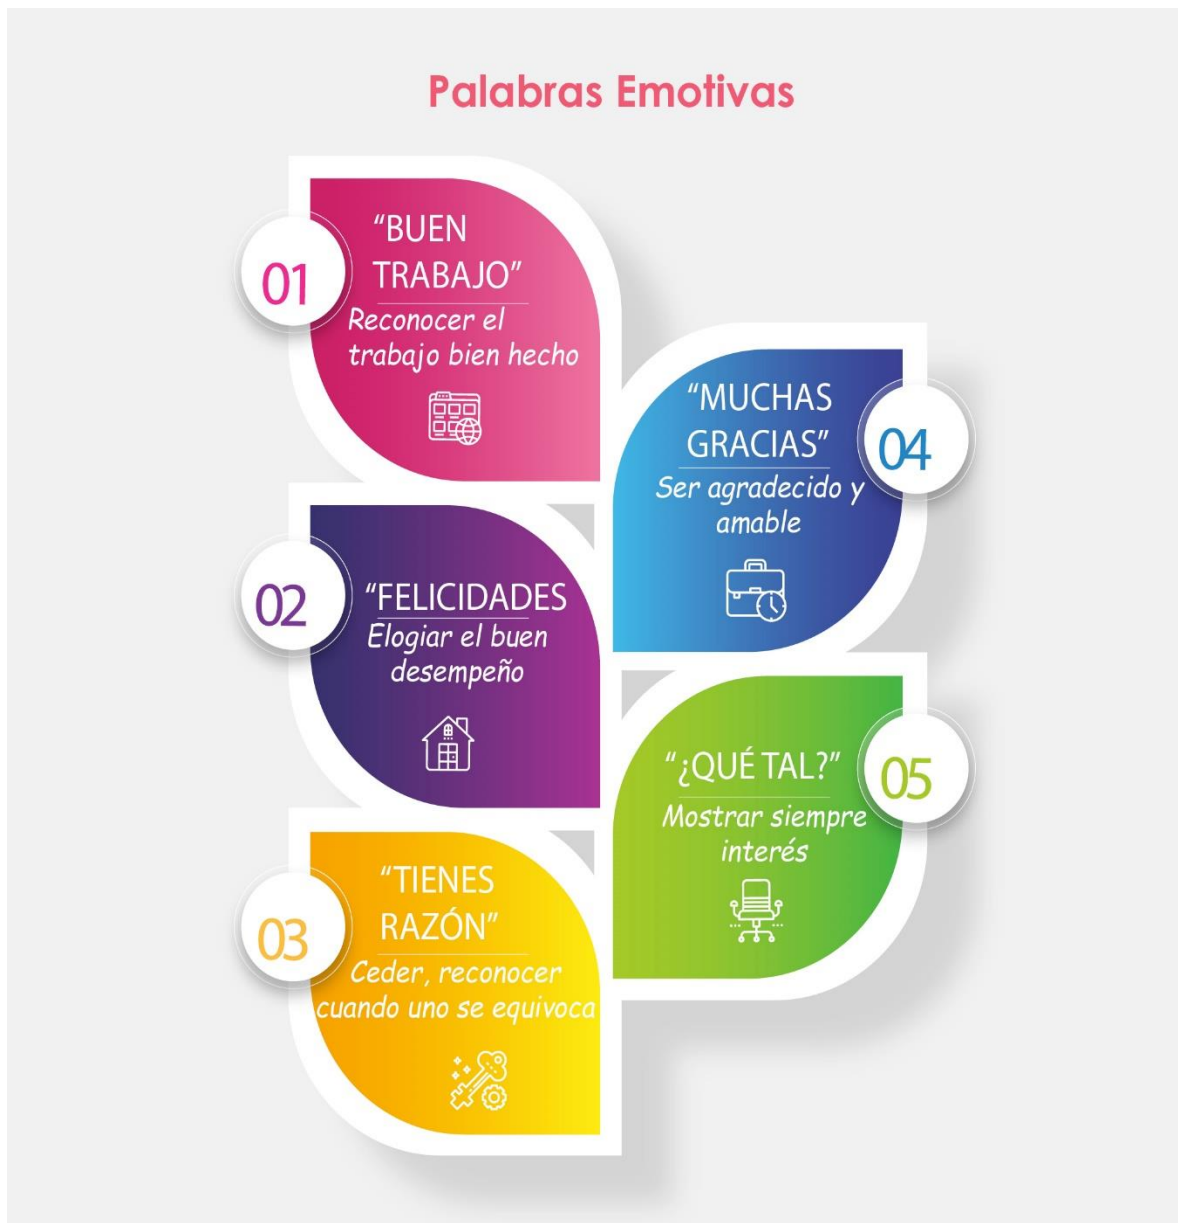 Palabras Emotivas
01
“BUEN
TRABAJO”
Reconocer el
trabajo bien hecho
02
“FELICIDADES
Elogiar el buen
desempeño
03
“TIENES
RAZÓN”
Ceder, reconocer
cuando uno se equivoca
04
“MUCHAS
GRACIAS”
Ser agradecido y
amable
05
“¿QUÉ TAL?”
Mostrar siempre
interés